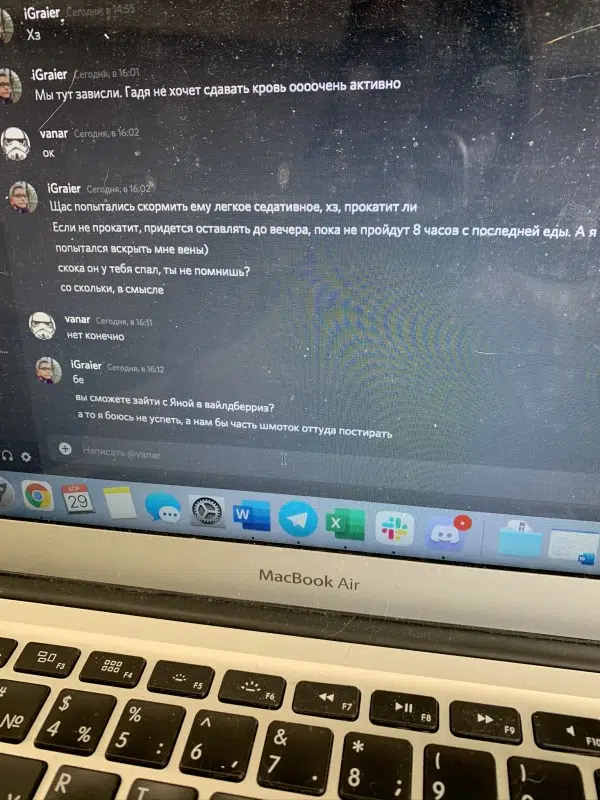 iGraier Сегодня, в 14:55
Хз
iGraier Сегодня, в 16:01
Мы тут зависли. Гадя не хочет сдавать кровь оооочень активно
vanar Сегодня, в 16:02
ок
iGraier Сегодня, в 16:02
Щас попытались скормить ему легкое седативное, хз, прокатит ли
Если не прокатит, придется оставлять до вечера, пока не пройдут 8 часов с последней еды. А я
попытался вскрыть мне вены)
скока он у тебя спал, ты не помнишь?
со скольки, в смысле
vanar Сегодня, в 16:11
нет конечно
iGraier Сегодня, в 16:12
бе
вы сможете зайти с Яной в вайлдберриз?
а то я боюсь не успеть, а нам бы часть шмоток оттуда постирать
Написать @vanar
АПР
29
W
X
W
MacBook Air
F3
F4
F5
F6
F7
F8
F9
F10
# №
$ 4 %
% 5 :
^ 6 ,
& 7 .
* 8 ;
( 9
)
R
T